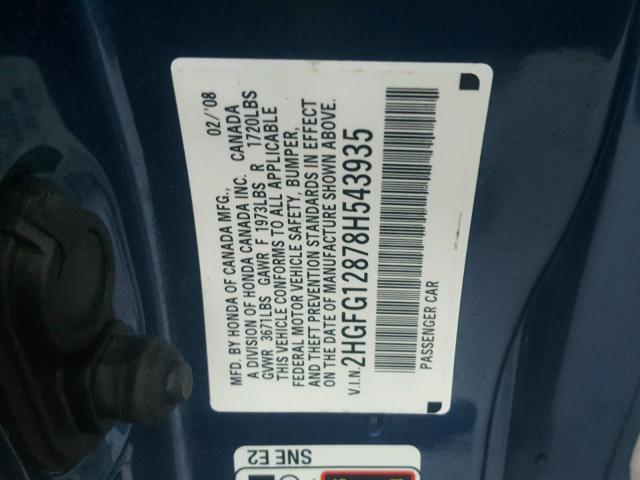 MFD. BY HONDA OF CANADA MFG., 02/'08
A DIVISION OF HONDA CANADA INC. CANADA
GVWR 3671LBS GAWR F 1973LBS R 1720LBS
THIS VEHICLE CONFORMS TO ALL APPLICABLE
FEDERAL MOTOR VEHICLE SAFETY, BUMPER,
AND THEFT PREVENTION STANDARDS IN EFFECT
ON THE DATE OF MANUFACTURE SHOWN ABOVE.
V.I.N. 2HGFG12878H543935
PASSENGER CAR
SNE E2